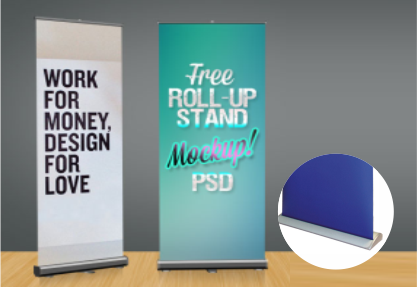 WORK
FOR
MONEY,
DESIGN
FOR
LOVE
Free
ROLL-UP
STAND
Mockup!
PSD